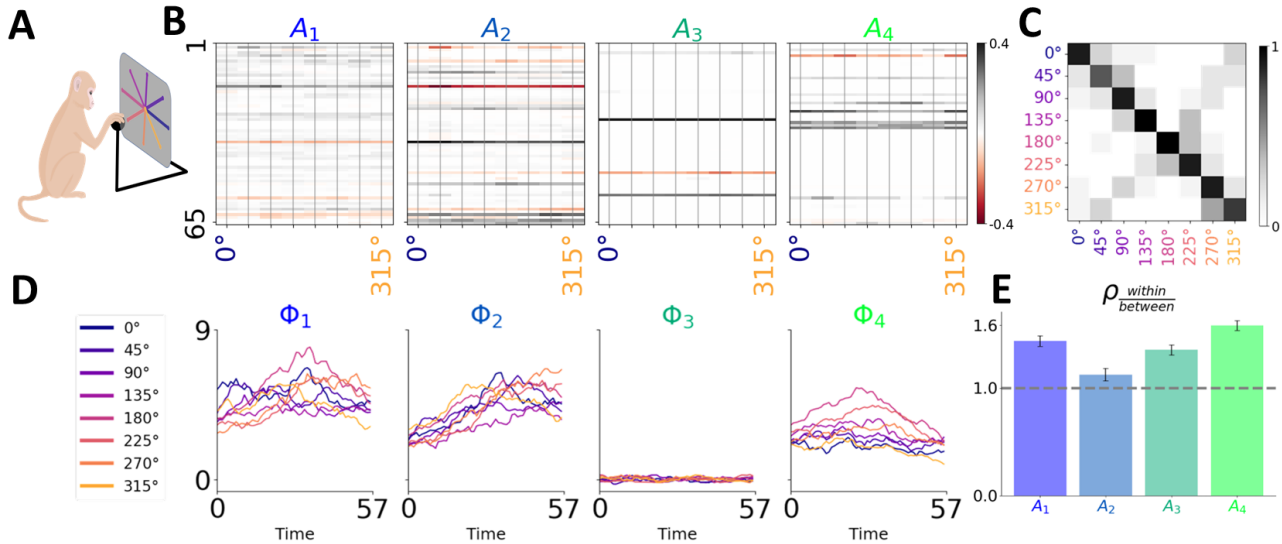 A
B
A₁
A₂
A₃
A₄
C
1
65
0°
315°
0°
315°
0°
315°
0°
315°
0.4
-0.4
0°
45°
90°
135°
180°
225°
270°
315°
0°
45°
90°
135°
180°
225°
270°
315°
1
0
D
0°
45°
90°
135°
180°
225°
270°
315°
Φ₁
Φ₂
Φ₃
Φ₄
9
0
0
57
0
57
0
57
0
57
Time
Time
Time
Time
E
ρ within/between
1.6
1.0
0.0
A₁
A₂
A₃
A₄